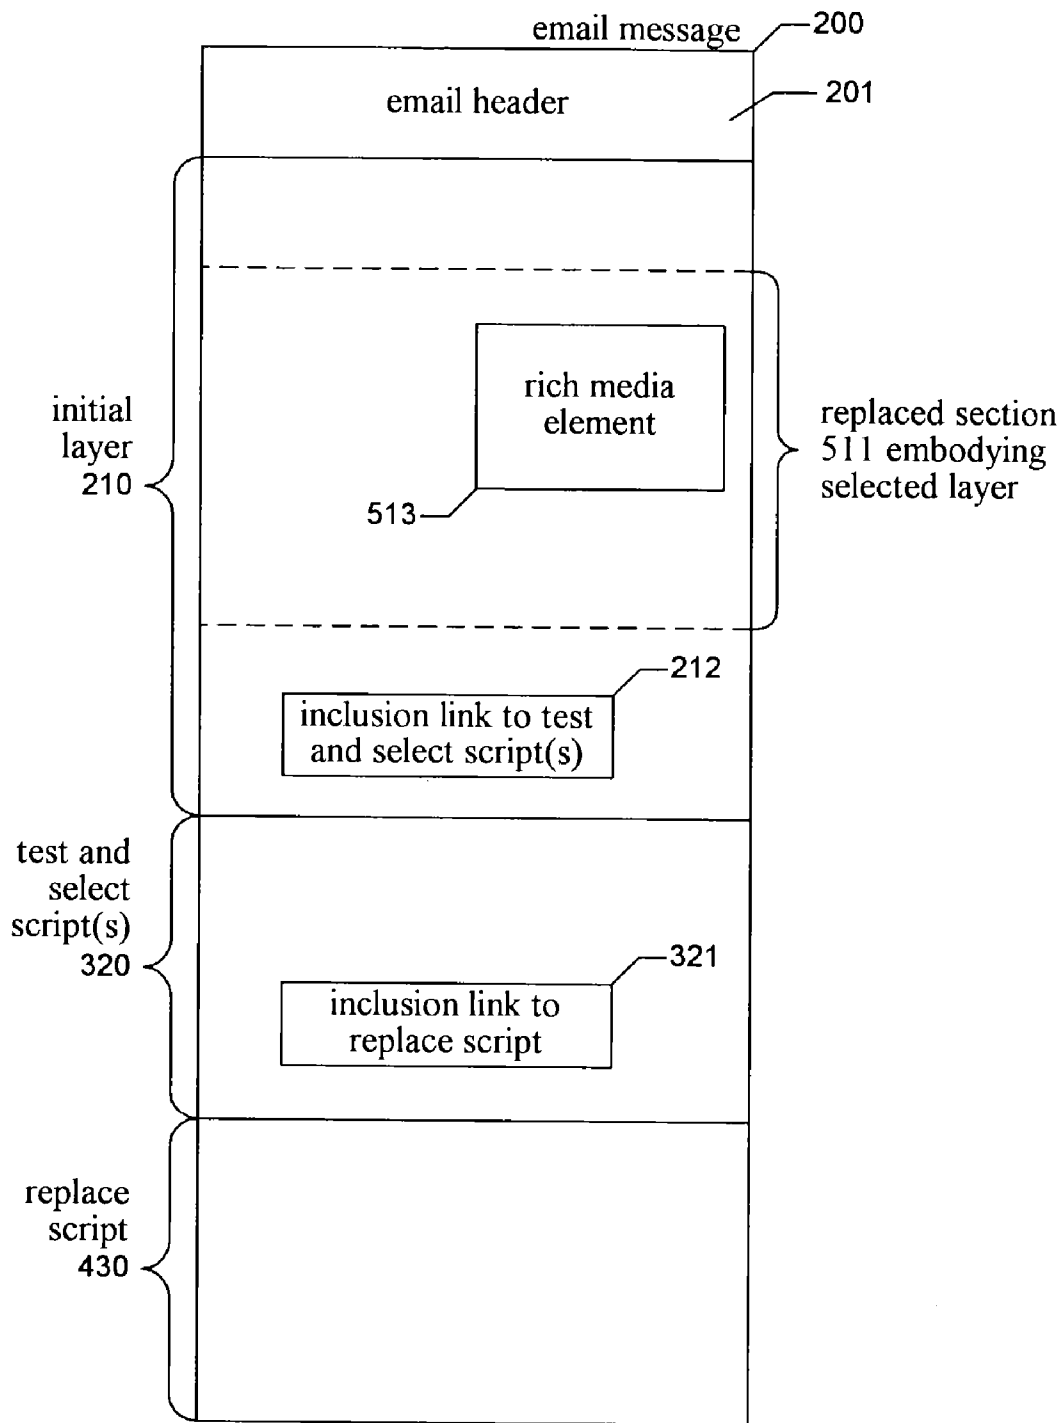 email message
200
email header
201
rich media
element
513
initial
layer
210
replaced section
511 embodying
selected layer
212
inclusion link to test
and select script(s)
test and
select
script(s)
320
321
inclusion link to
replace script
replace
script
430